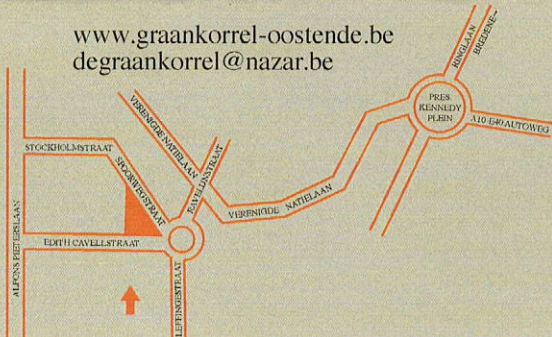 www.graankorrel-oostende.be
degraankorrel@nazar.be
RINGLAAN
BREDENE
PRES.
KENNEDY
PLEIN
A10-E40 AUTOWEG
VERENIGDE NATIELAAN
STOCKHOLMSTRAAT
SPOORWEGSTRAAT
RAVELIJNSTRAAT
VERENIGDE NATIELAAN
EDITH CAVELLSTRAAT
ALFONS PIETERSLAAN
LEFFINGESTRAAT